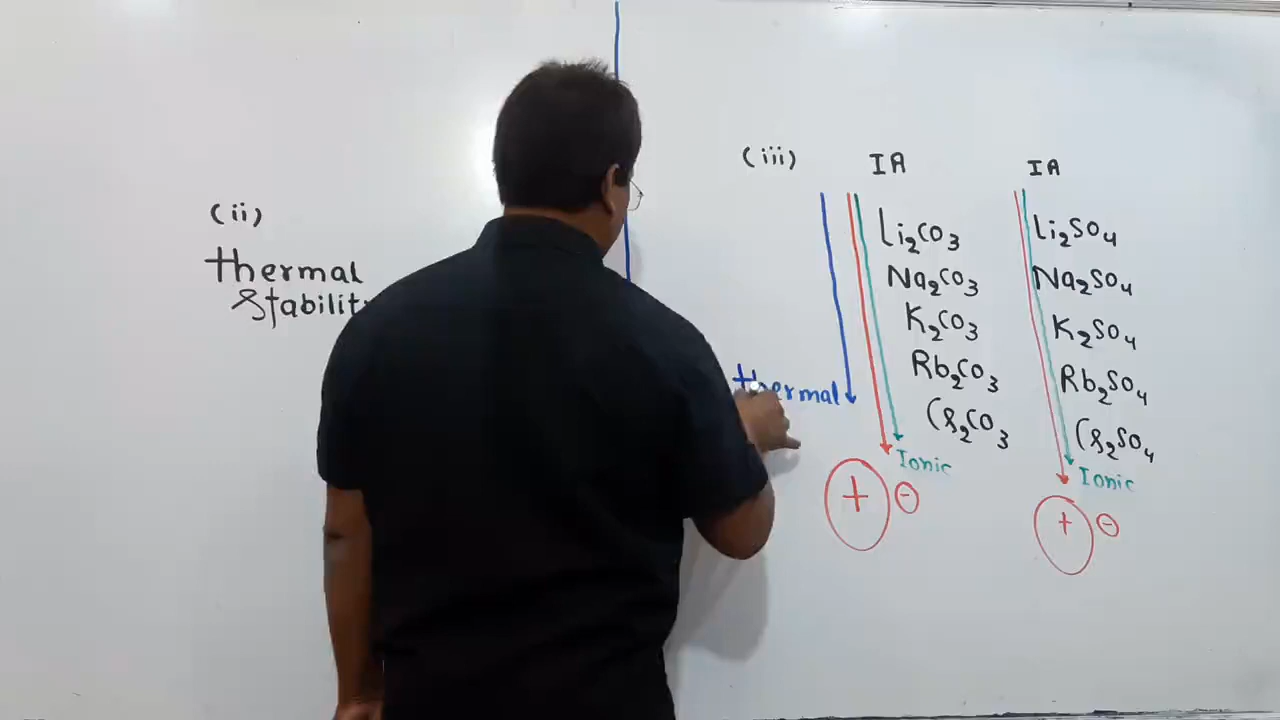 (ii)
thermal
stability
(iii)
IA
Li₂CO₃
Na₂CO₃
K₂CO₃
Rb₂CO₃
Cs₂CO₃
thermal
Ionic
+ -
IA
Li₂SO₄
Na₂SO₄
K₂SO₄
Rb₂SO₄
Cs₂SO₄
Ionic
+ -